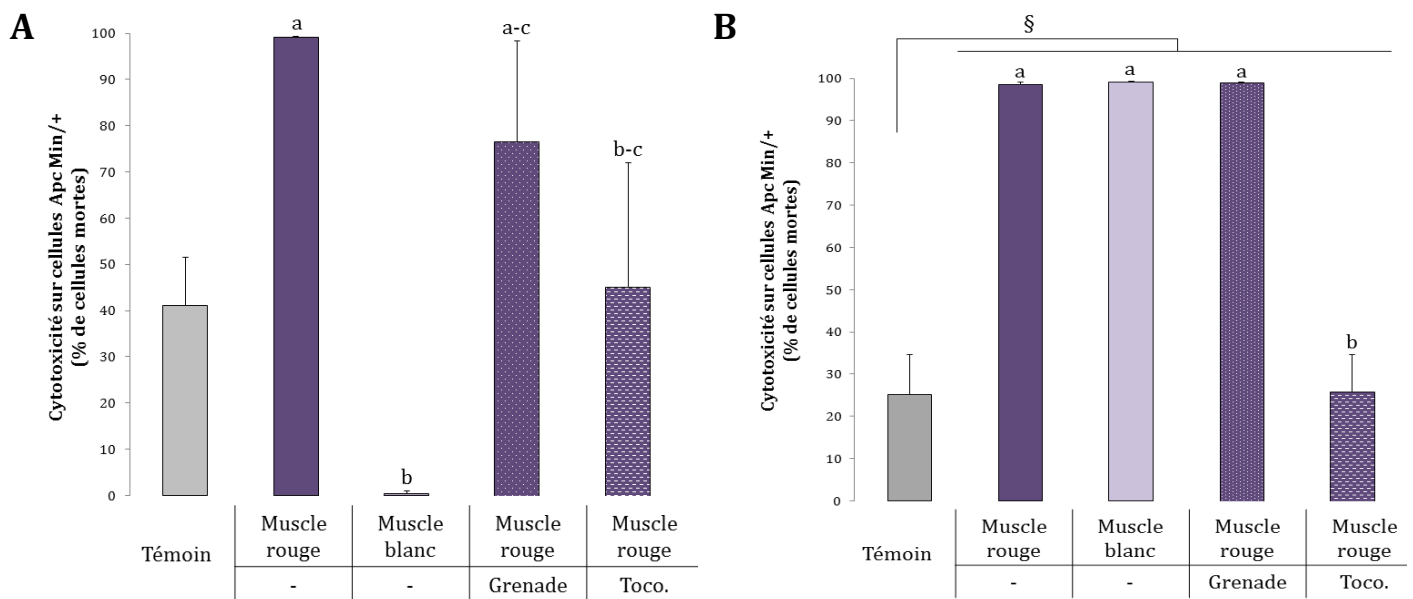 A
Cytotoxicité sur cellules Apc Min/+
(% de cellules mortes)
100
90
80
70
60
50
40
30
20
10
0
a
b
a-c
b-c
Témoin
Muscle
rouge
-
Muscle
blanc
-
Muscle
rouge
Grenade
Muscle
rouge
Toco.
B
§
Cytotoxicité sur cellules Apc Min/+
(% de cellules mortes)
100
90
80
70
60
50
40
30
20
10
0
a
a
a
b
Témoin
Muscle
rouge
-
Muscle
blanc
-
Muscle
rouge
Grenade
Muscle
rouge
Toco.